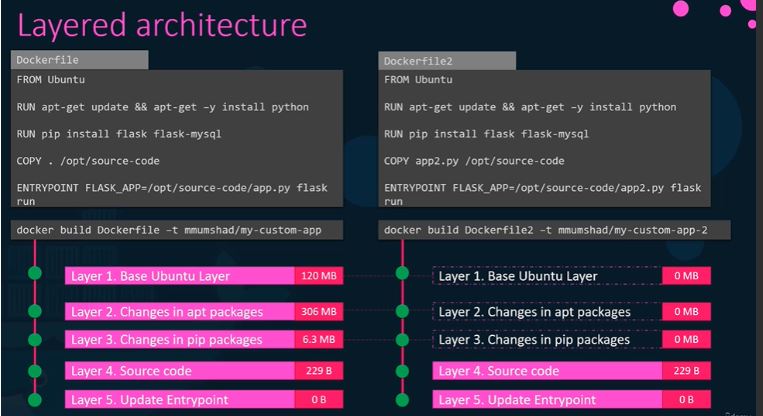 Layered architecture
Dockerfile
FROM Ubuntu
RUN apt-get update && apt-get –y install python
RUN pip install flask flask-mysql
COPY . /opt/source-code
ENTRYPOINT FLASK_APP=/opt/source-code/app.py flask
run
docker build Dockerfile –t mmumshad/my-custom-app
Layer 1. Base Ubuntu Layer 120 MB
Layer 2. Changes in apt packages 306 MB
Layer 3. Changes in pip packages 6.3 MB
Layer 4. Source code 229 B
Layer 5. Update Entrypoint 0 B
Dockerfile2
FROM Ubuntu
RUN apt-get update && apt-get –y install python
RUN pip install flask flask-mysql
COPY app2.py /opt/source-code
ENTRYPOINT FLASK_APP=/opt/source-code/app2.py flask
run
docker build Dockerfile2 –t mmumshad/my-custom-app-2
Layer 1. Base Ubuntu Layer 0 MB
Layer 2. Changes in apt packages 0 MB
Layer 3. Changes in pip packages 0 MB
Layer 4. Source code 229 B
Layer 5. Update Entrypoint 0 B